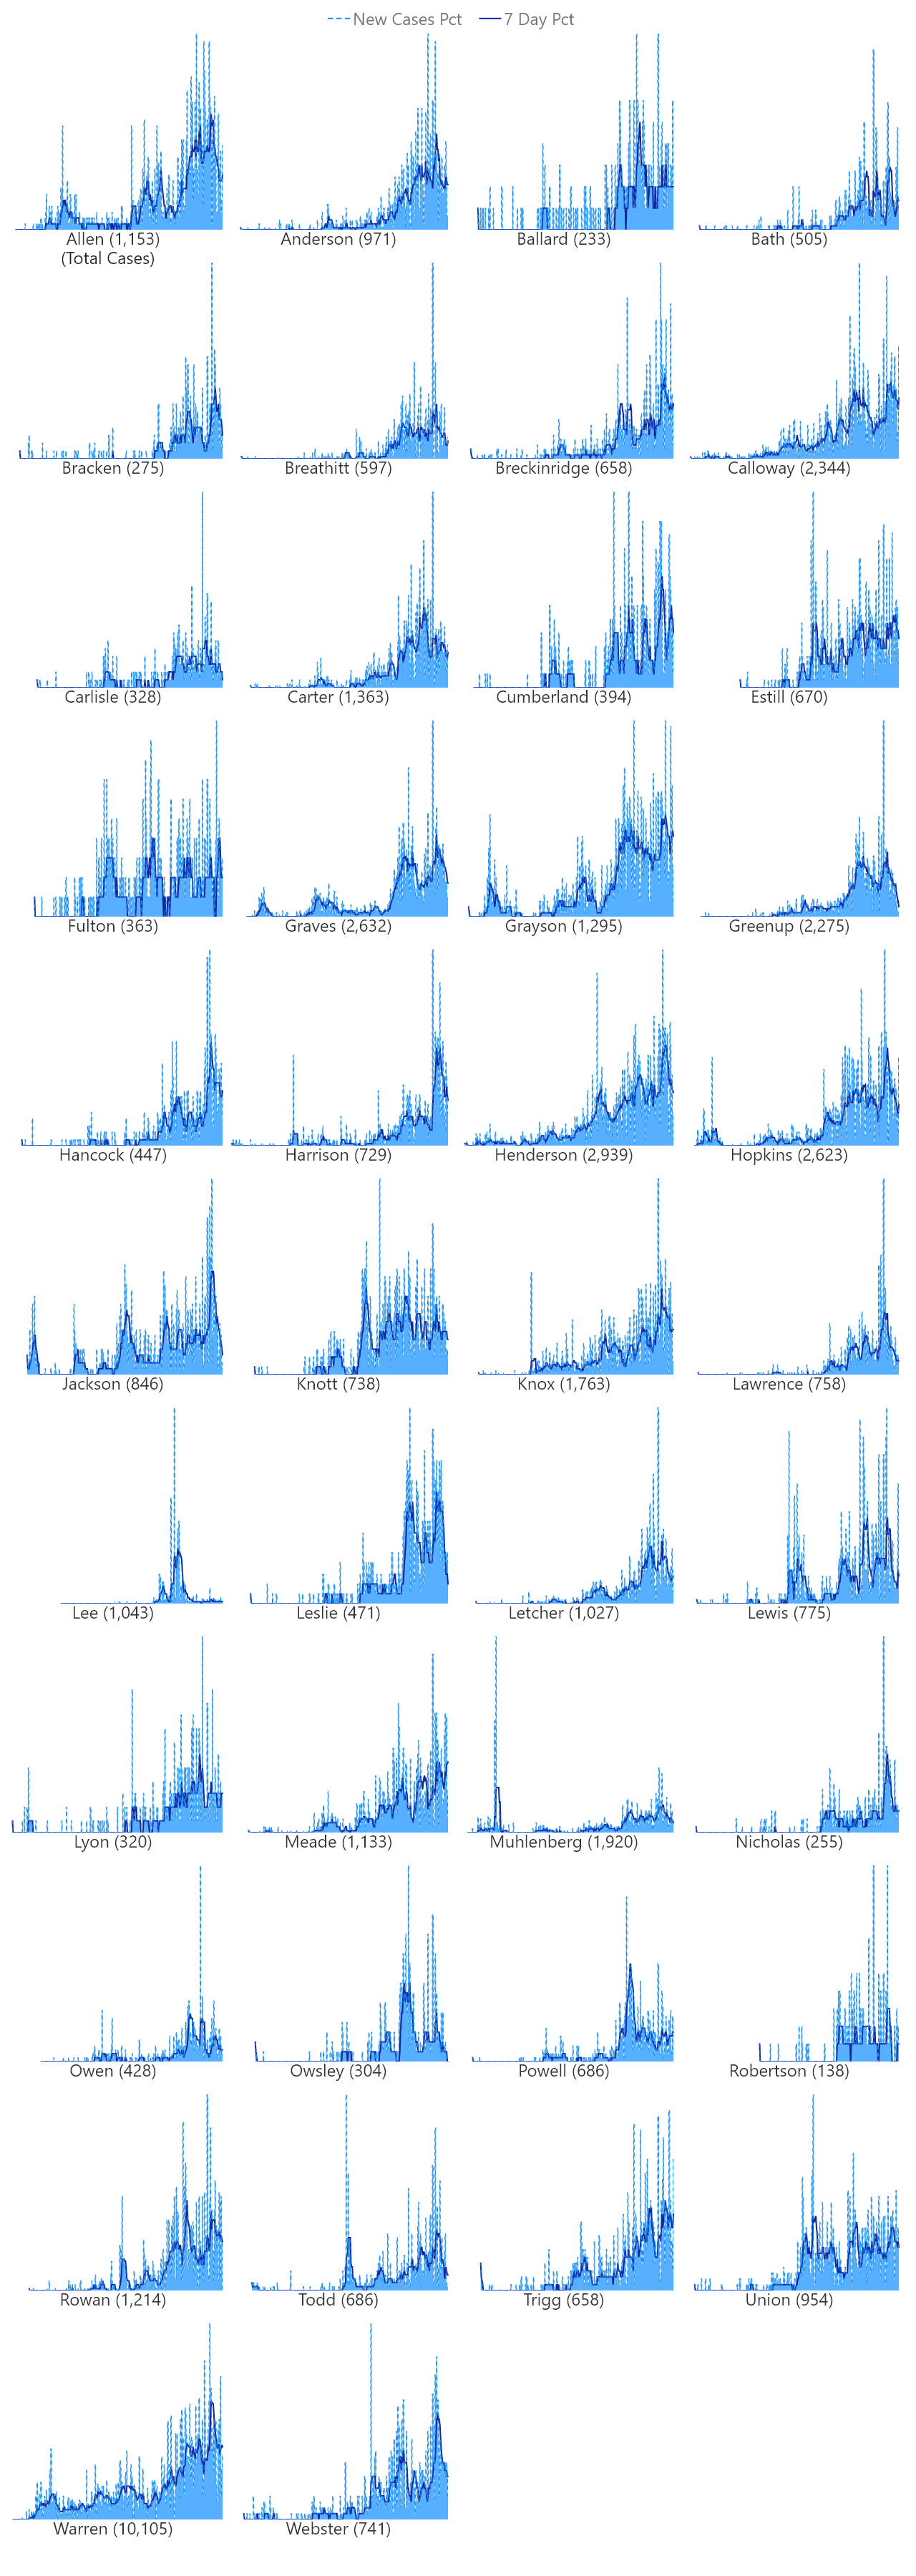 New Cases Pct 7 Day Pct
Allen (1,153) Anderson (971) Ballard (233) Bath (505)
(Total Cases)
Bracken (275) Breathitt (597) Breckinridge (658) Calloway (2,344)
Carlisle (328) Carter (1,363) Cumberland (394) Estill (670)
Fulton (363) Graves (2,632) Grayson (1,295) Greenup (2,275)
Hancock (447) Harrison (729) Henderson (2,939) Hopkins (2,623)
Jackson (846) Knott (738) Knox (1,763) Lawrence (758)
Lee (1,043) Leslie (471) Letcher (1,027) Lewis (775)
Lyon (320) Meade (1,133) Muhlenberg (1,920) Nicholas (255)
Owen (428) Owsley (304) Powell (686) Robertson (138)
Rowan (1,214) Todd (686) Trigg (658) Union (954)
Warren (10,105) Webster (741)